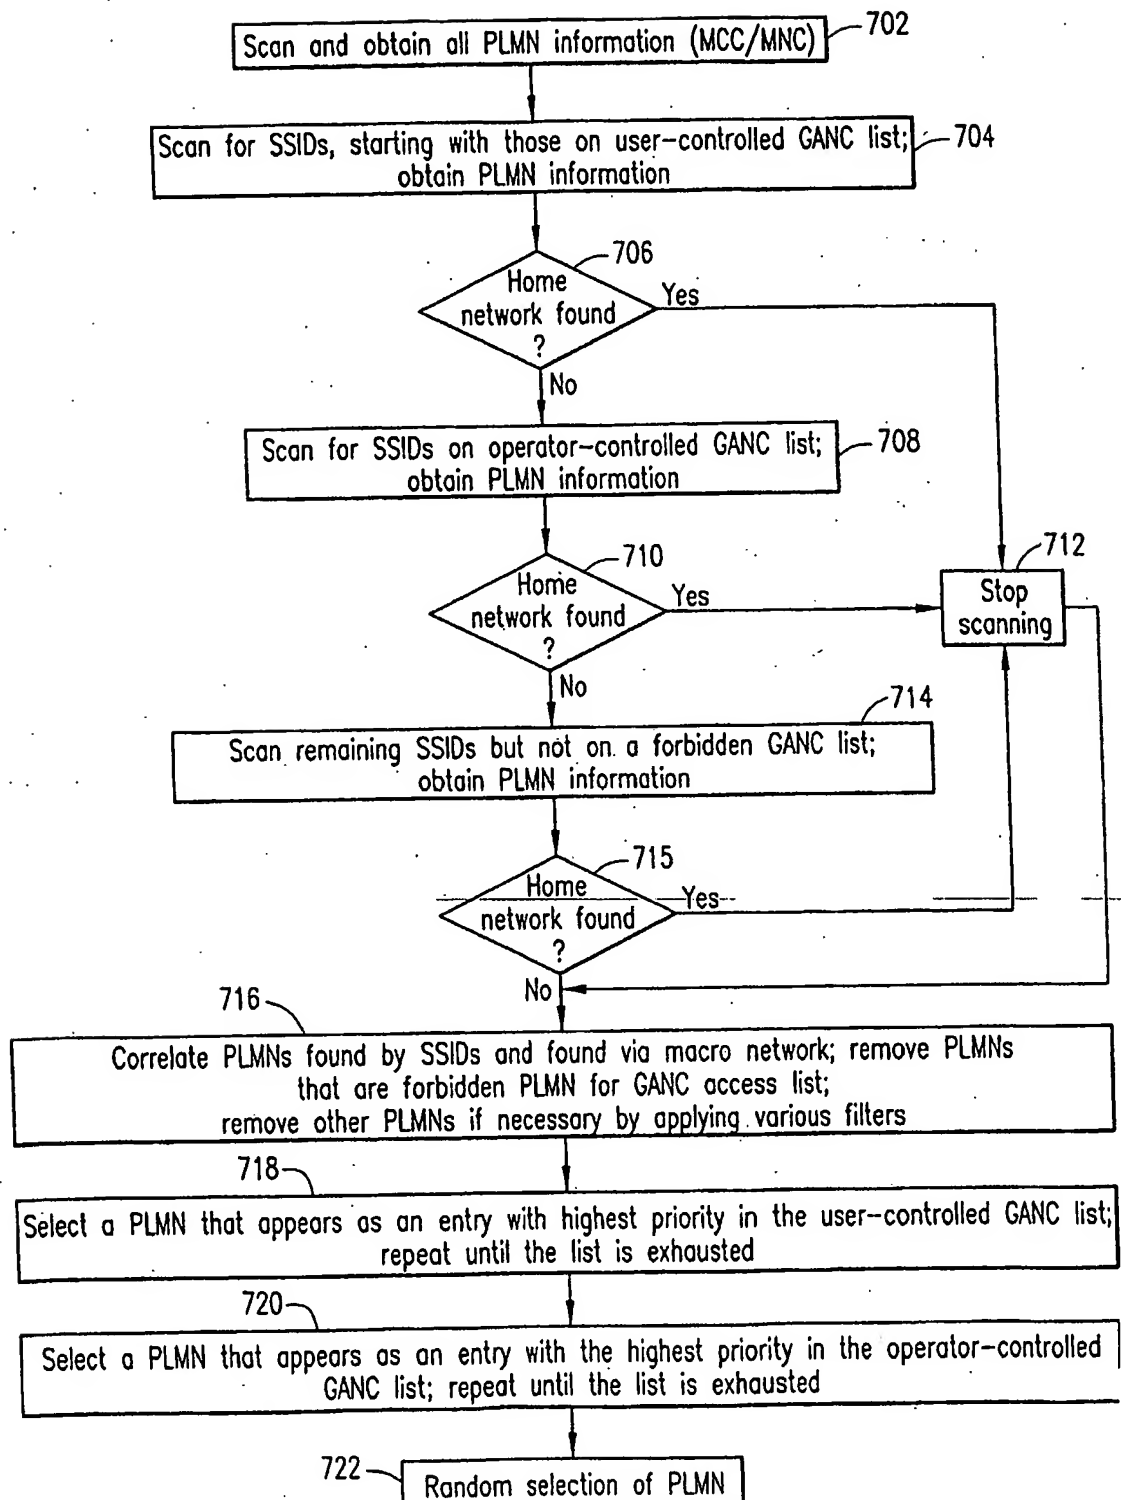 Scan and obtain all PLMN information (MCC/MNC)
702
Scan for SSIDs, starting with those on user-controlled GANC list;
obtain PLMN information
704
706
Home
network found
?
Yes
No
Scan for SSIDs on operator-controlled GANC list;
obtain PLMN information
708
710
Home
network found
?
Yes
712
Stop
scanning
No
714
Scan remaining SSIDs but not on a forbidden GANC list;
obtain PLMN information
715
Home
network found
?
Yes
No
716
Correlate PLMNs found by SSIDs and found via macro network; remove PLMNs
that are forbidden PLMN for GANC access list;
remove other PLMNs if necessary by applying various filters
718
Select a PLMN that appears as an entry with highest priority in the user-controlled GANC list;
repeat until the list is exhausted
720
Select a PLMN that appears as an entry with the highest priority in the operator-controlled
GANC list; repeat until the list is exhausted
722
Random selection of PLMN